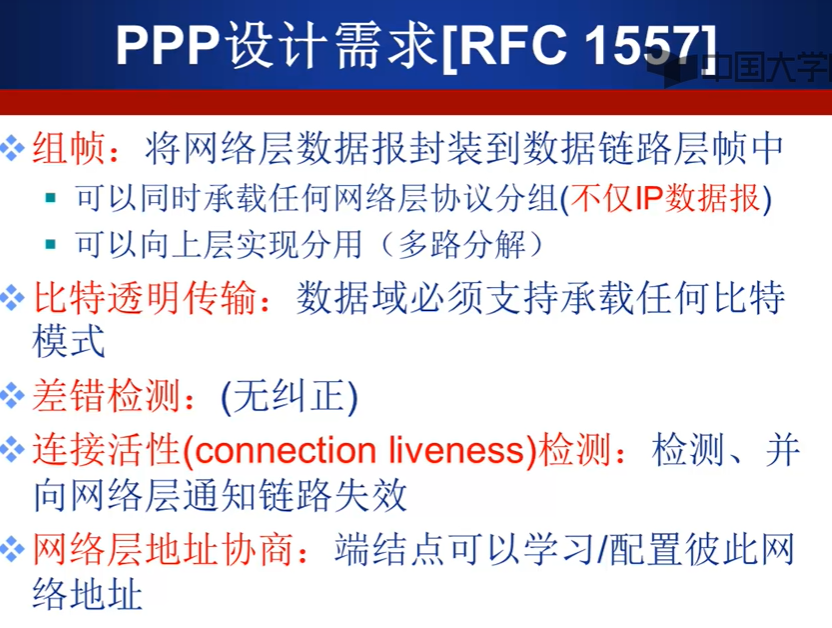 PPP设计需求[RFC 1557]
中国大学
组帧：将网络层数据报封装到数据链路层帧中
可以同时承载任何网络层协议分组(不仅IP数据报)
可以向上层实现分用（多路分解）
比特透明传输：数据域必须支持承载任何比特
模式
差错检测：(无纠正)
连接活性(connection liveness)检测：检测、并
向网络层通知链路失效
网络层地址协商：端结点可以学习/配置彼此网
络地址